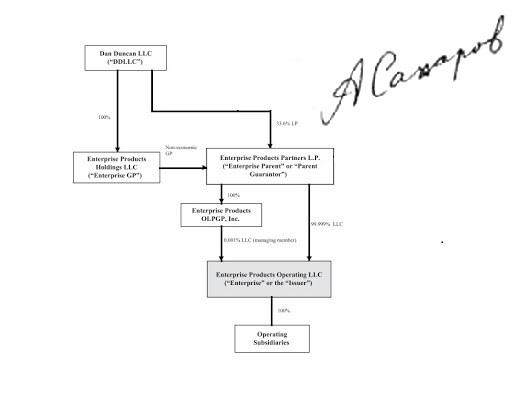 А Сахаров
Dan Duncan LLC
("DDLLC")
100%
33.6% LP
Enterprise Products
Holdings LLC
("Enterprise GP")
Non-economic
GP
Enterprise Products Partners L.P.
("Enterprise Parent" or "Parent
Guarantor")
100%
Enterprise Products
OLPGP, Inc.
0.001% LLC (managing member)
99.999% LLC
Enterprise Products Operating LLC
("Enterprise" or the "Issuer")
100%
Operating
Subsidiaries